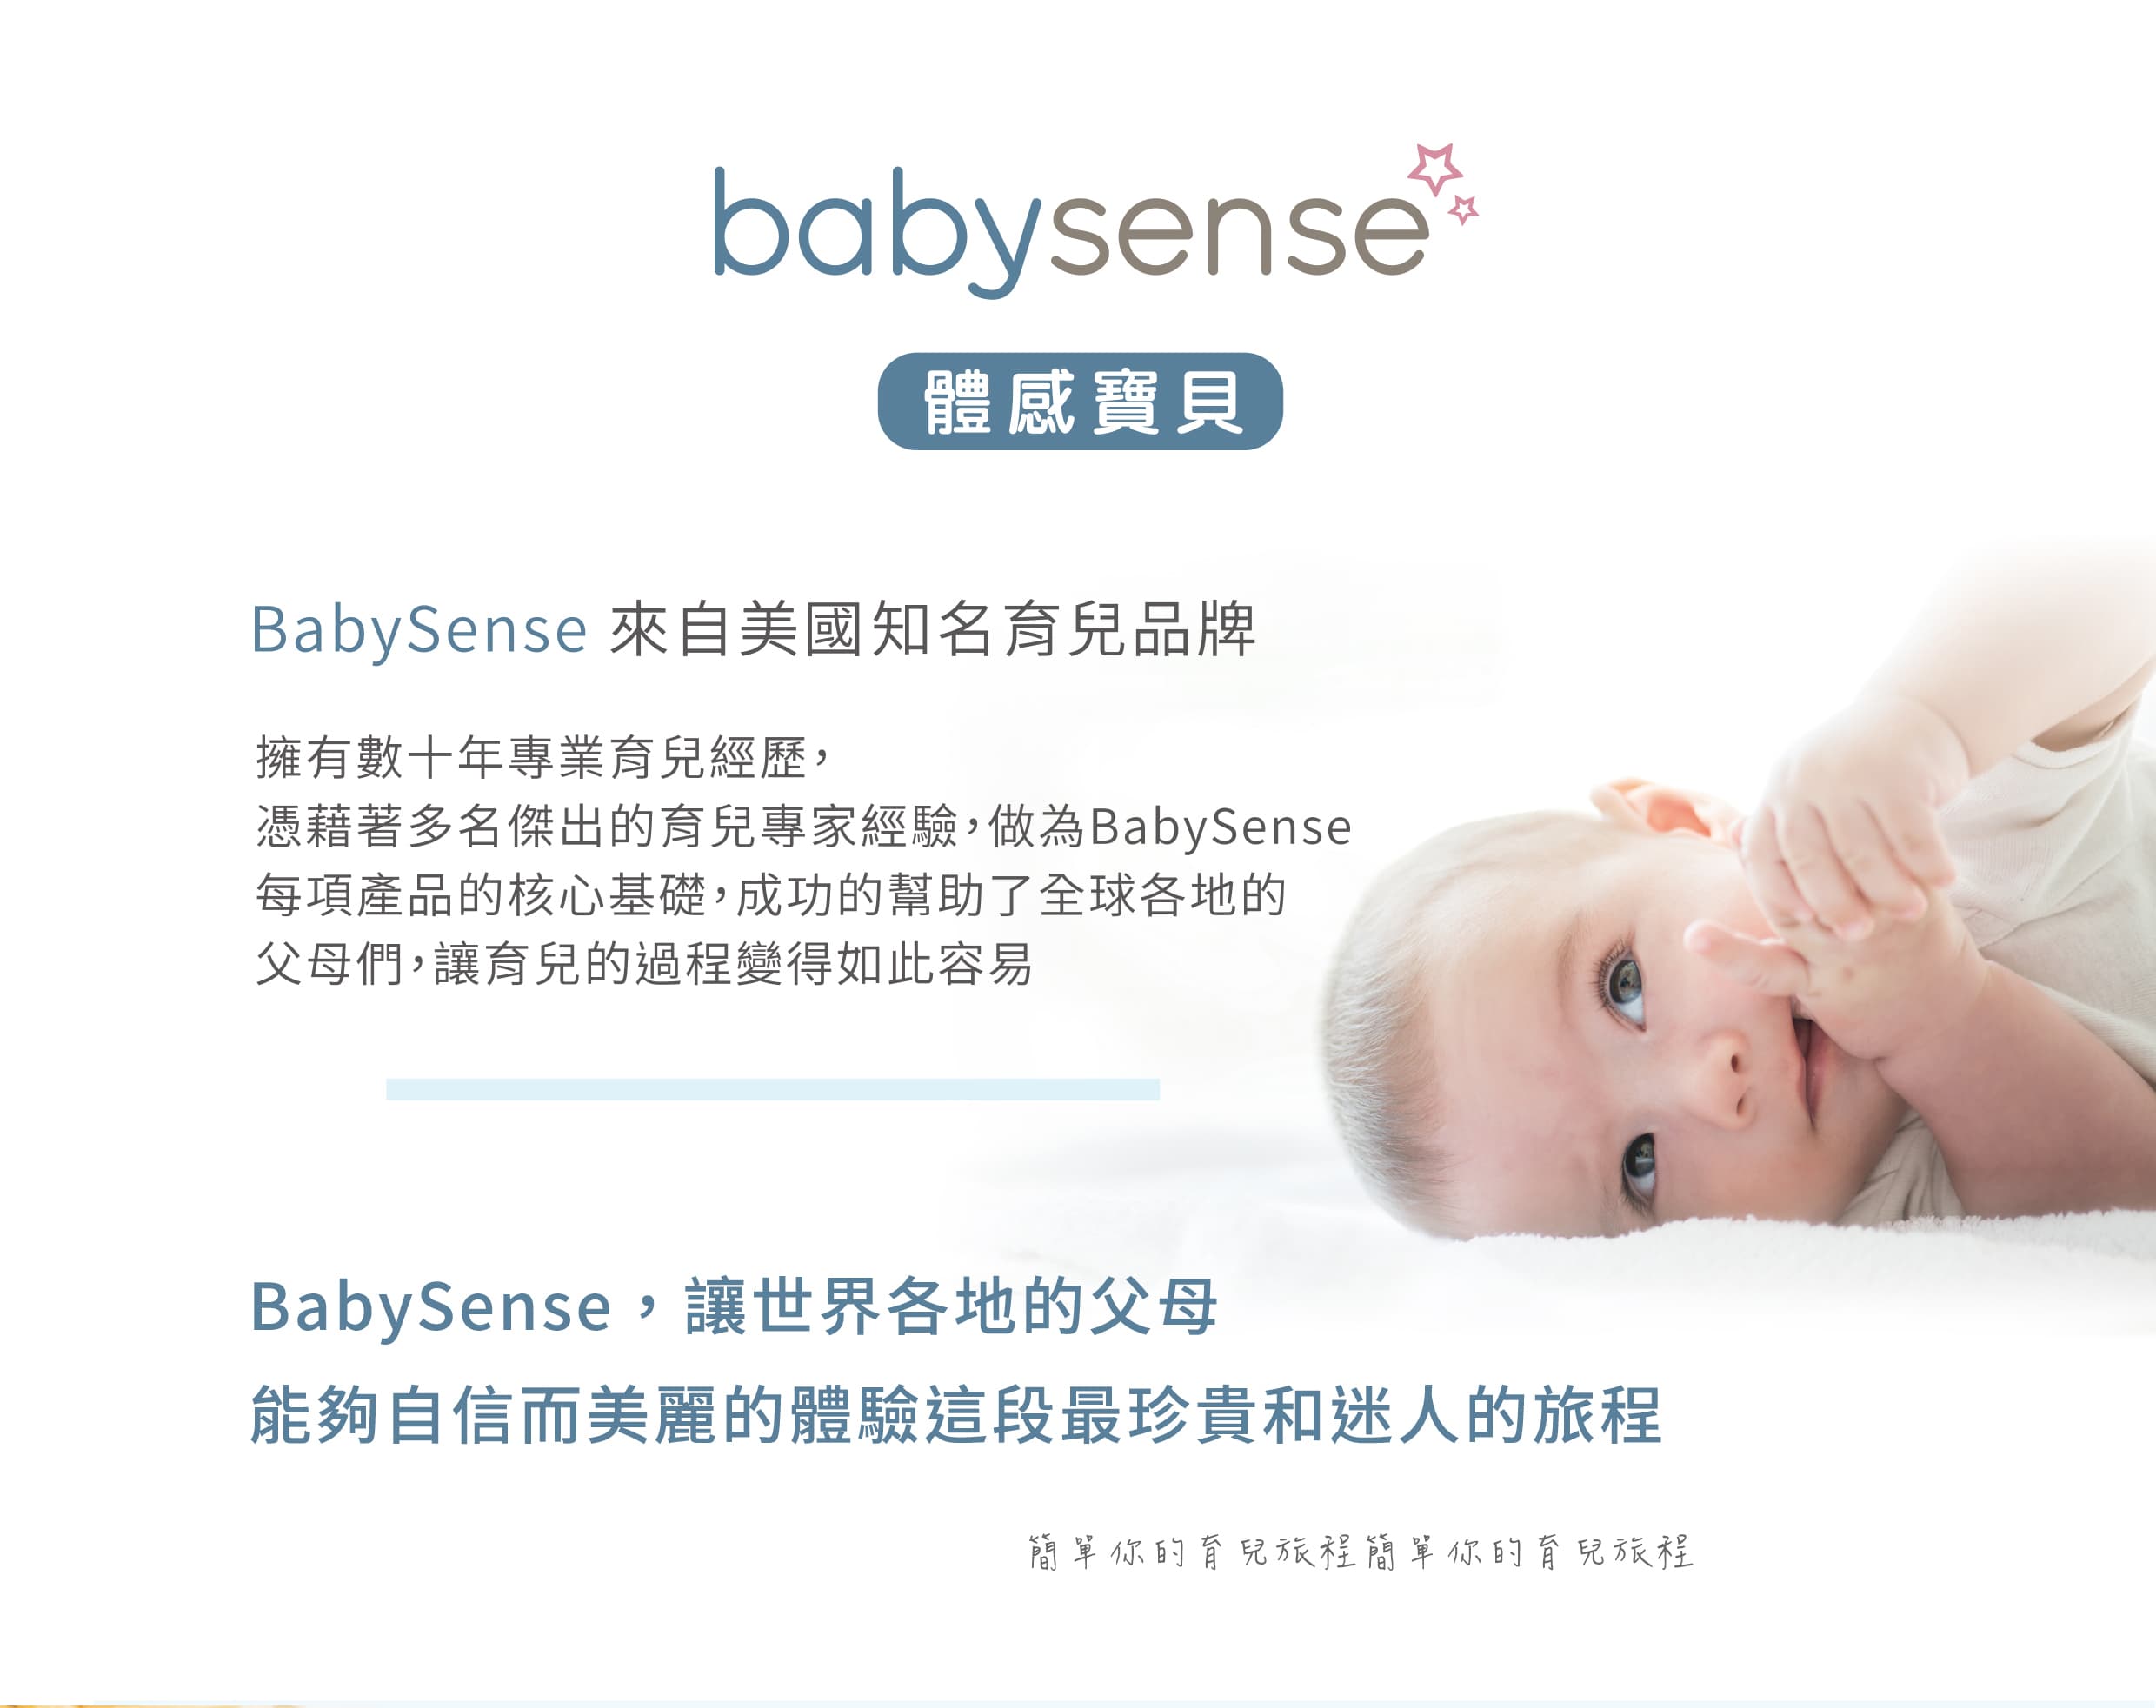 babysense
體感寶貝
BabySense 來自美國知名育兒品牌
擁有數十年專業育兒經歷，
憑藉著多名傑出的育兒專家經驗，做為BabySense
每項產品的核心基礎，成功的幫助了全球各地的
父母們，讓育兒的過程變得如此容易
BabySense，讓世界各地的父母
能夠自信而美麗的體驗這段最珍貴和迷人的旅程
簡單你的育兒旅程簡單你的育兒旅程